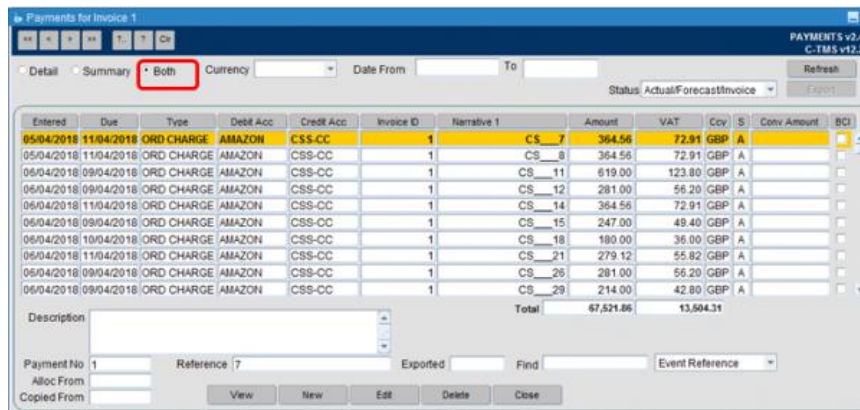 Payments for Invoice 1
<< < > >> ?.. ? Clr
PAYMENTS
C-TMS
Detail Summary Both Currency Date From To Refresh
Status Actual/Forecast/Invoice Export
Entered Due Type Debit Acc Credit Acc Invoice ID Narrative 1 Amount VAT Ccy S Conv Amount BCI
05/04/2018 11/04/2018 ORD CHARGE AMAZON CSS-CC 1 CS___7 364.56 72.91 GBP A
05/04/2018 11/04/2018 ORD CHARGE AMAZON CSS-CC 1 CS___8 364.56 72.91 GBP A
06/04/2018 09/04/2018 ORD CHARGE AMAZON CSS-CC 1 CS___11 619.00 123.80 GBP A
06/04/2018 09/04/2018 ORD CHARGE AMAZON CSS-CC 1 CS___12 281.00 56.20 GBP A
06/04/2018 11/04/2018 ORD CHARGE AMAZON CSS-CC 1 CS___14 364.56 72.91 GBP A
06/04/2018 09/04/2018 ORD CHARGE AMAZON CSS-CC 1 CS___15 247.00 49.40 GBP A
06/04/2018 10/04/2018 ORD CHARGE AMAZON CSS-CC 1 CS___18 180.00 36.00 GBP A
06/04/2018 11/04/2018 ORD CHARGE AMAZON CSS-CC 1 CS___21 279.12 55.82 GBP A
06/04/2018 09/04/2018 ORD CHARGE AMAZON CSS-CC 1 CS___26 281.00 56.20 GBP A
06/04/2018 09/04/2018 ORD CHARGE AMAZON CSS-CC 1 CS___29 214.00 42.80 GBP A
Total 67,521.86 13,504.31
Description
Payment No 1 Reference 7 Exported Find Event Reference
Alloc From
Copied From View New Edit Delete Close